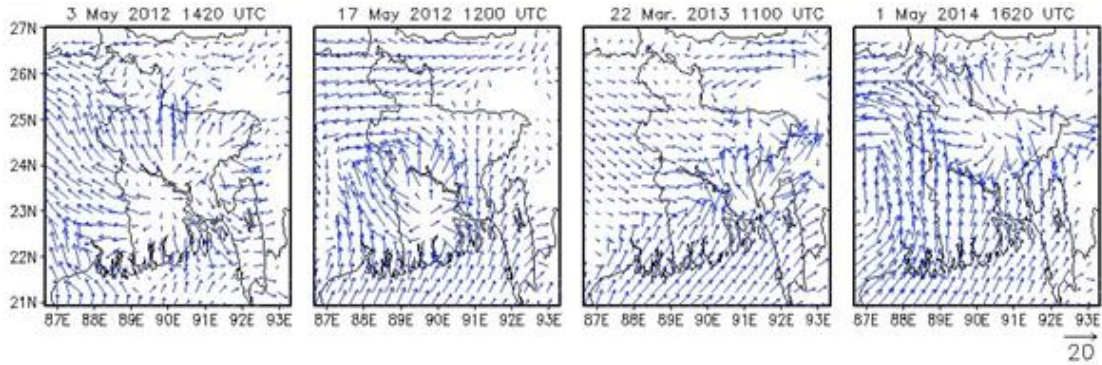 3 May 2012 1420 UTC
17 May 2012 1200 UTC
22 Mar. 2013 1100 UTC
1 May 2014 1620 UTC
27N
26N
25N
24N
23N
22N
21N
87E 88E 89E 90E 91E 92E 93E
87E 88E 89E 90E 91E 92E 93E
87E 88E 89E 90E 91E 92E 93E
87E 88E 89E 90E 91E 92E 93E
20